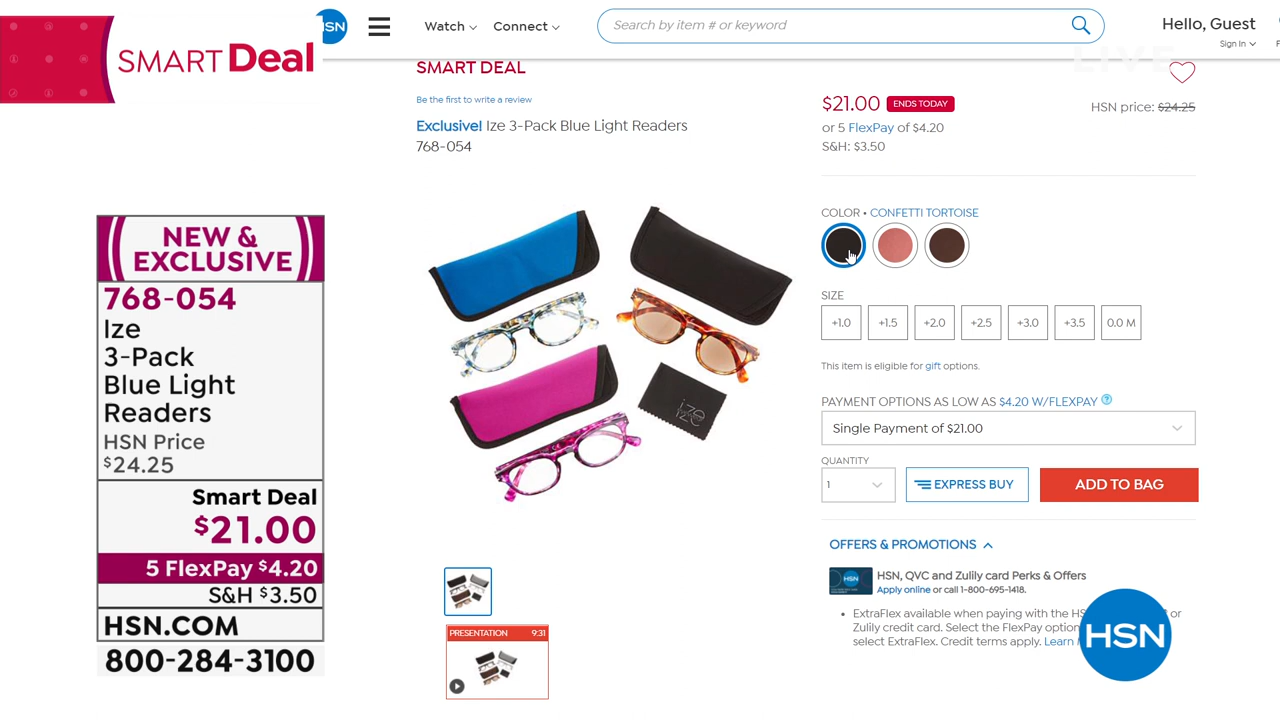 SMART Deal
HSN
Watch
Connect
Search by item # or keyword
Hello, Guest
Sign In
LIVE
SMART DEAL
Be the first to write a review
Exclusive! Ize 3-Pack Blue Light Readers
768-054
$21.00 ENDS TODAY
HSN price: $24.25
or 5 FlexPay of $4.20
S&H: $3.50
COLOR • CONFETTI TORTOISE
SIZE
+1.0 +1.5 +2.0 +2.5 +3.0 +3.5 0.0 M
This item is eligible for gift options.
PAYMENT OPTIONS AS LOW AS $4.20 W/FLEXPAY ?
Single Payment of $21.00
QUANTITY
1
EXPRESS BUY
ADD TO BAG
OFFERS & PROMOTIONS
HSN
HSN, QVC and Zulily card Perks & Offers
Apply online or call 1-800-695-1418.
• ExtraFlex available when paying with the or
Zulily credit card. Select the FlexPay
select ExtraFlex. Credit terms apply.
HSN
NEW &
EXCLUSIVE
768-054
Ize
3-Pack
Blue Light
Readers
HSN Price
$24.25
Smart Deal
$21.00
5 FlexPay $4.20
S&H $3.50
HSN.COM
800-284-3100
ize
ize
PRESENTATION 9:31